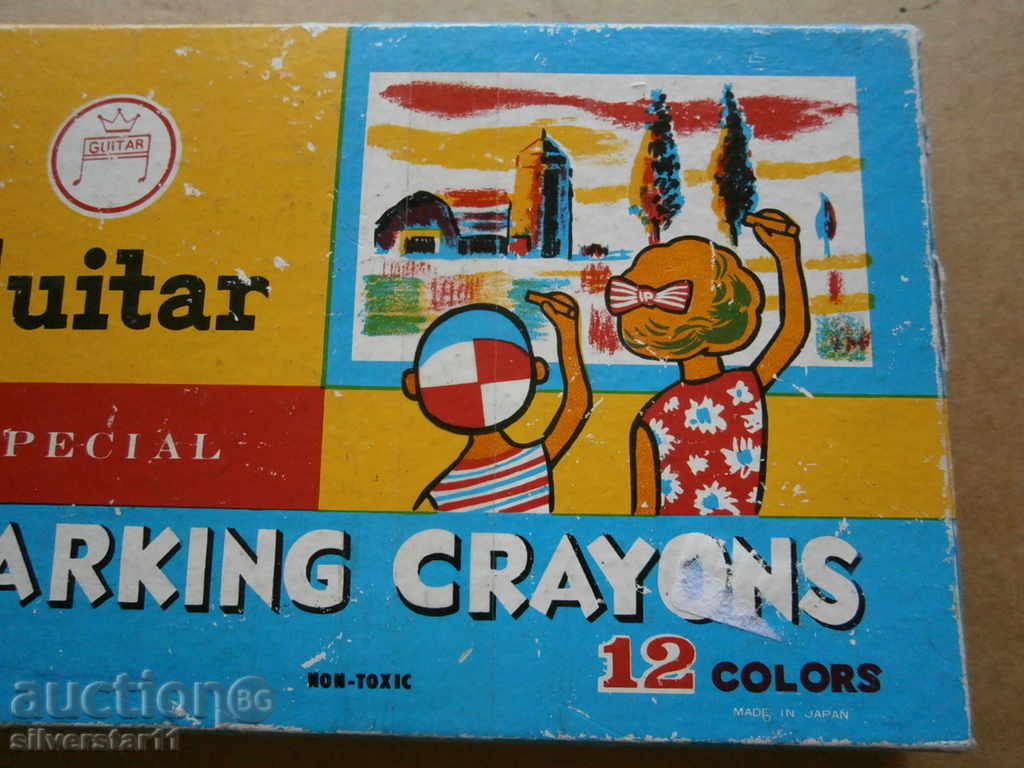 GUITAR
uitar
PECIAL
ARKING CRAYONS
NON-TOXIC
12 COLORS
MADE IN JAPAN
auction BG
silverstar11